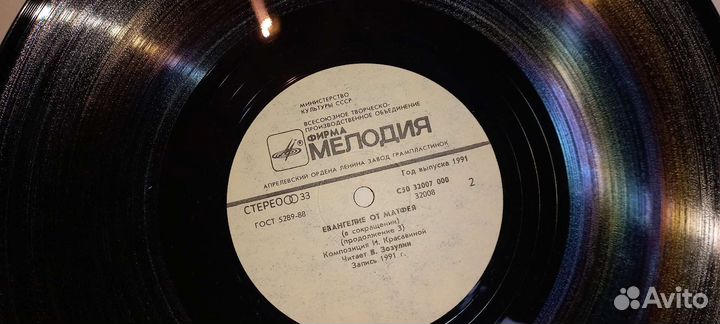 МИНИСТЕРСТВО
КУЛЬТУРЫ СССР
ВСЕСОЮЗНОЕ ТВОРЧЕСКО-
ПРОИЗВОДСТВЕННОЕ ОБЪЕДИНЕНИЕ
ФИРМА
МЕЛОДИЯ
АПРЕЛЕВСКИЙ ОРДЕНА ЛЕНИНА ЗАВОД ГРАМПЛАСТИНОК
Год выпуска 1991
СТЕРЕО 33
С50 32007 000
32008
2
ГОСТ 5289-88
ЕВАНГЕЛИЕ ОТ МАТФЕЯ
(в сокращении)
(продолжение 3)
Композиция И. Красавиной
Читает В. Зозулин
Запись 1991 г.
Avito